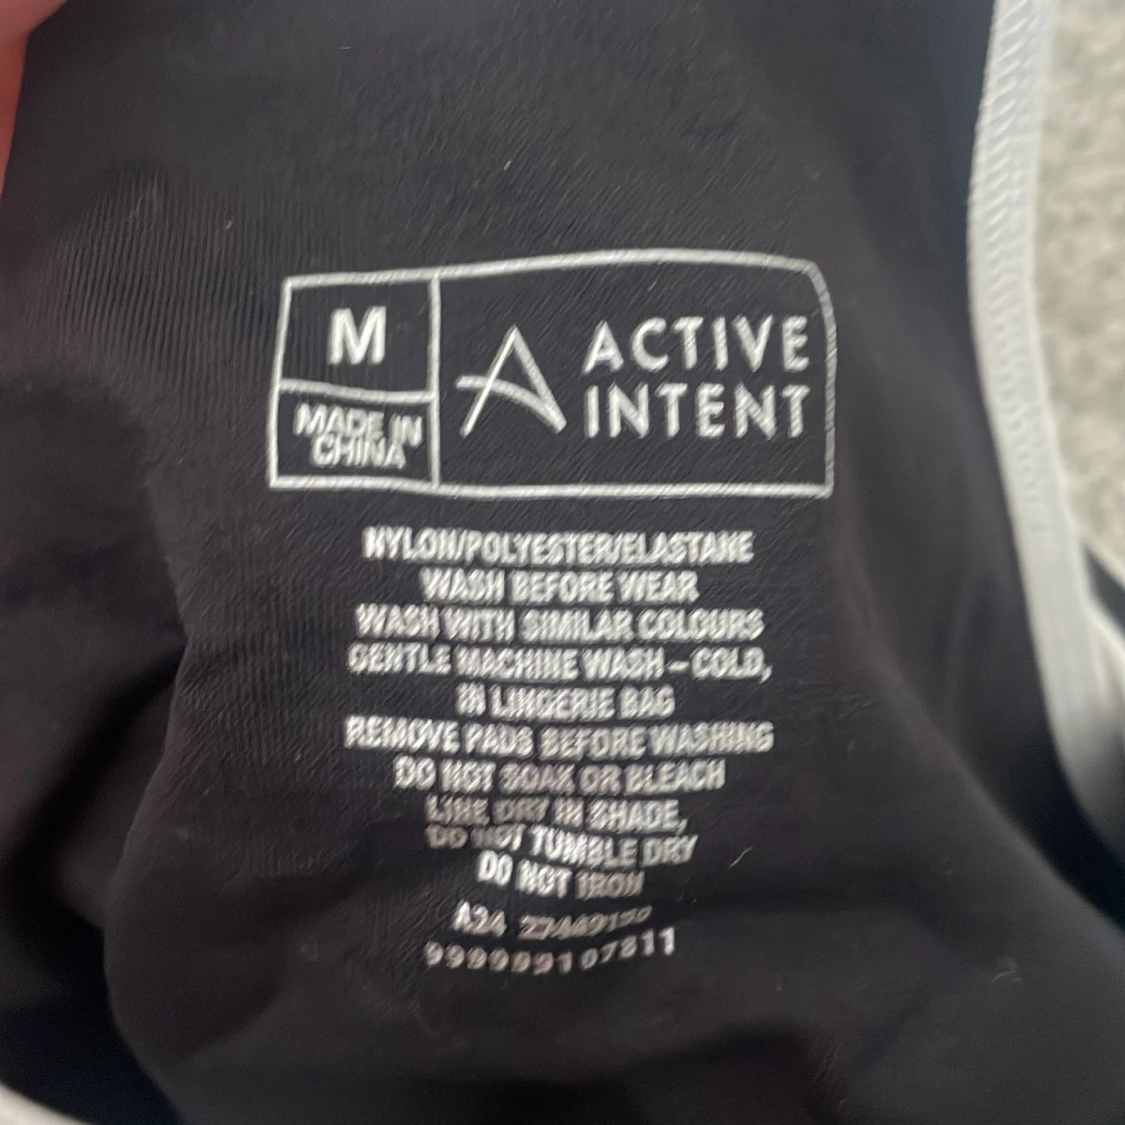 M
MADE IN
CHINA
ACTIVE
INTENT
NYLON/POLYESTER/ELASTANE
WASH BEFORE WEAR
WASH WITH SIMILAR COLOURS
GENTLE MACHINE WASH – COLD,
IN LINGERIE BAG
REMOVE PADS BEFORE WASHING
DO NOT SOAK OR BLEACH
LINE DRY IN SHADE,
DO NOT TUMBLE DRY
DO NOT IRON
A24